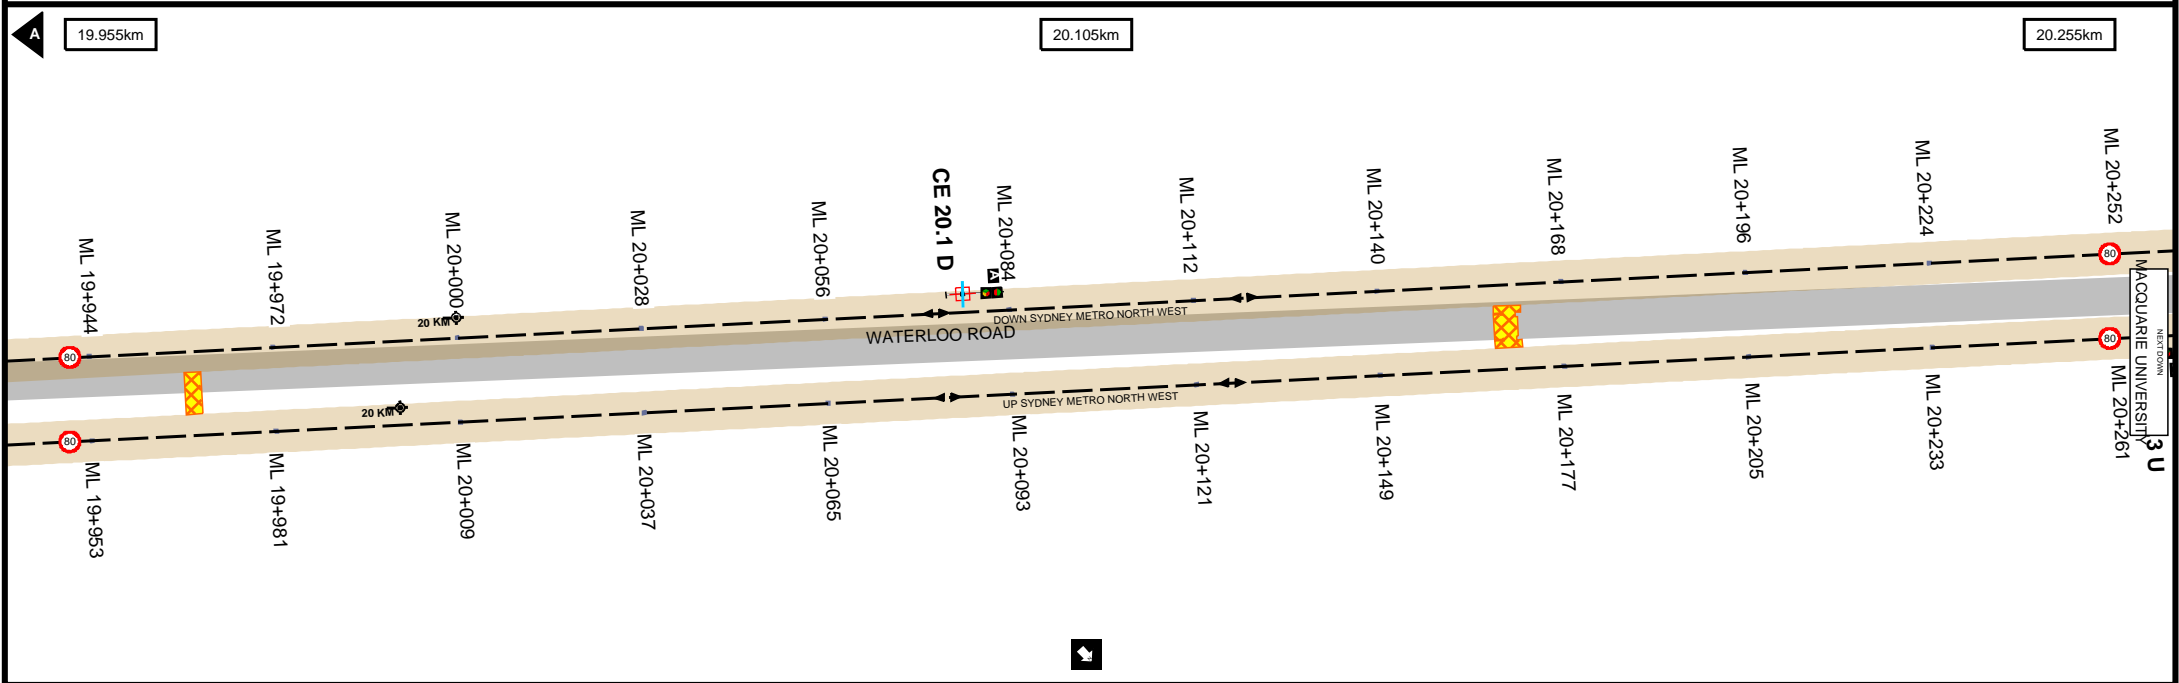 A
19.955km
20.105km
20.255km
ML 19+944
ML 19+972
ML 20+000
ML 20+028
ML 20+056
CE 20.1 D
ML 20+084
ML 20+112
ML 20+140
ML 20+168
ML 20+196
ML 20+224
ML 20+252
A
20 KM
80
80
DOWN SYDNEY METRO NORTH WEST
WATERLOO ROAD
20 KM
80
80
UP SYDNEY METRO NORTH WEST
NEXT DOWN
MACQUARIE UNIVERSITY
3 U
ML 19+953
ML 19+981
ML 20+009
ML 20+037
ML 20+065
ML 20+093
ML 20+121
ML 20+149
ML 20+177
ML 20+205
ML 20+233
ML 20+261